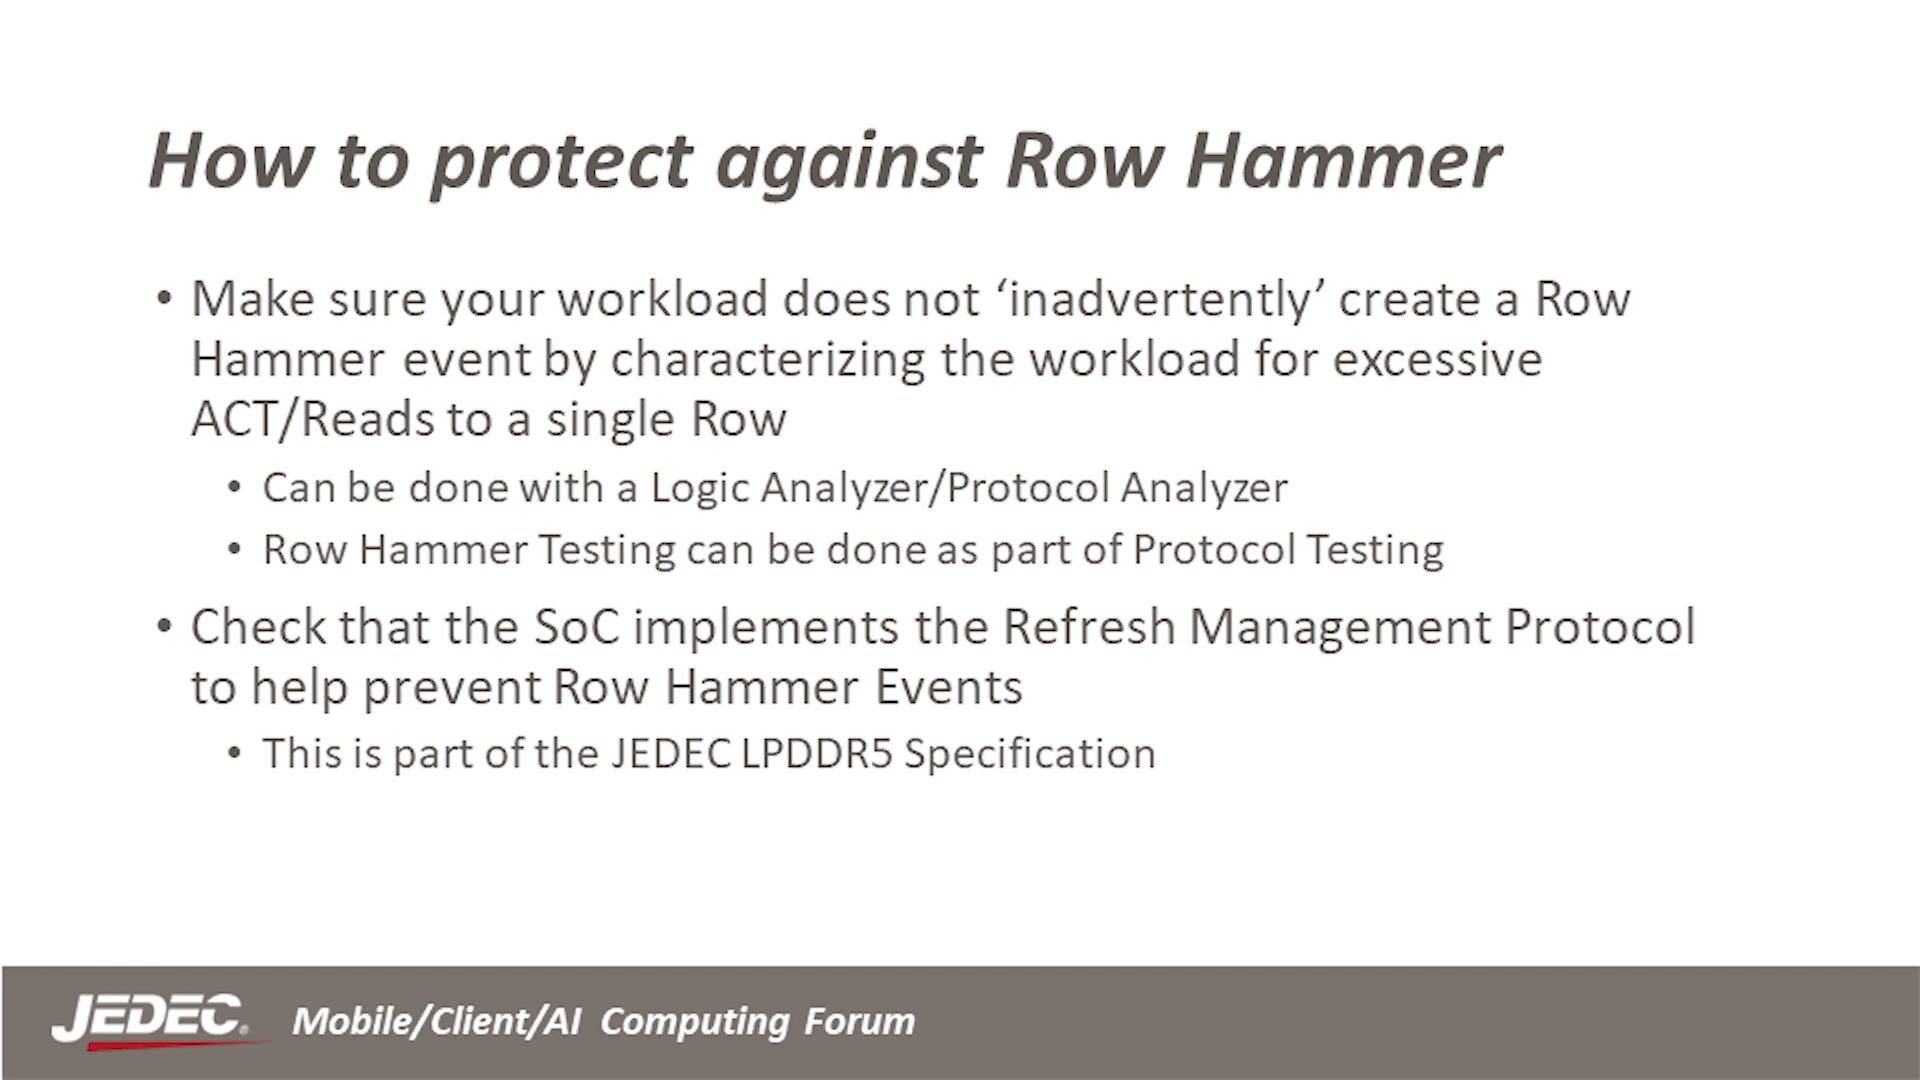 How to protect against Row Hammer
• Make sure your workload does not ‘inadvertently’ create a Row
Hammer event by characterizing the workload for excessive
ACT/Reads to a single Row
• Can be done with a Logic Analyzer/Protocol Analyzer
• Row Hammer Testing can be done as part of Protocol Testing
• Check that the SoC implements the Refresh Management Protocol
to help prevent Row Hammer Events
• This is part of the JEDEC LPDDR5 Specification
JEDEC® Mobile/Client/AI Computing Forum